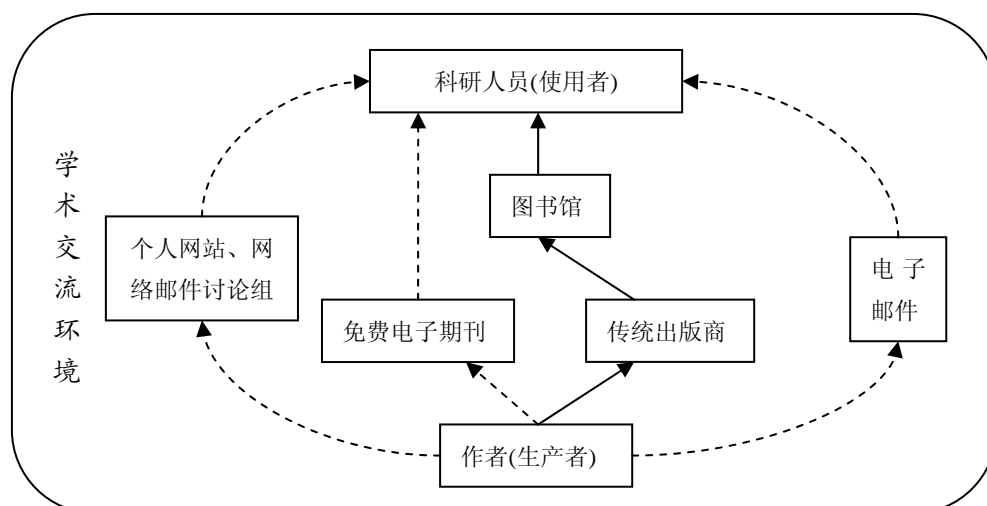 科研人员(使用者)
学术交流环境
图书馆
个人网站、网
络邮件讨论组
电子
邮件
免费电子期刊
传统出版商
作者(生产者)